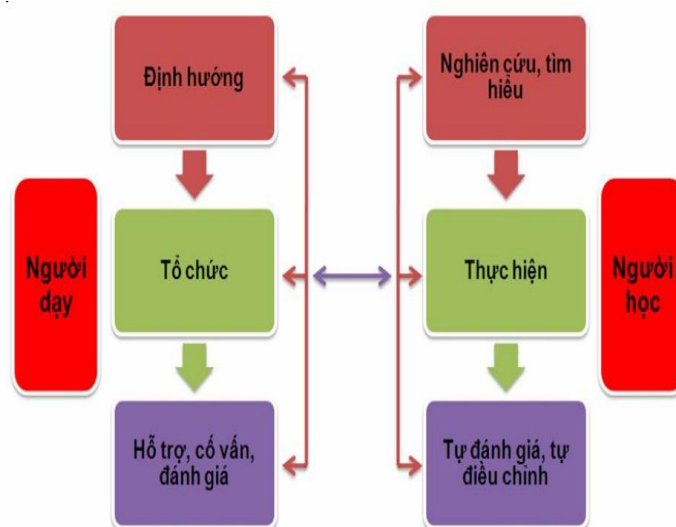 Định hướng
Nghiên cứu, tìm
hiểu
Người
dạy
Tổ chức
Thực hiện
Người
học
Hỗ trợ, cố vấn,
đánh giá
Tự đánh giá, tự
điều chỉnh